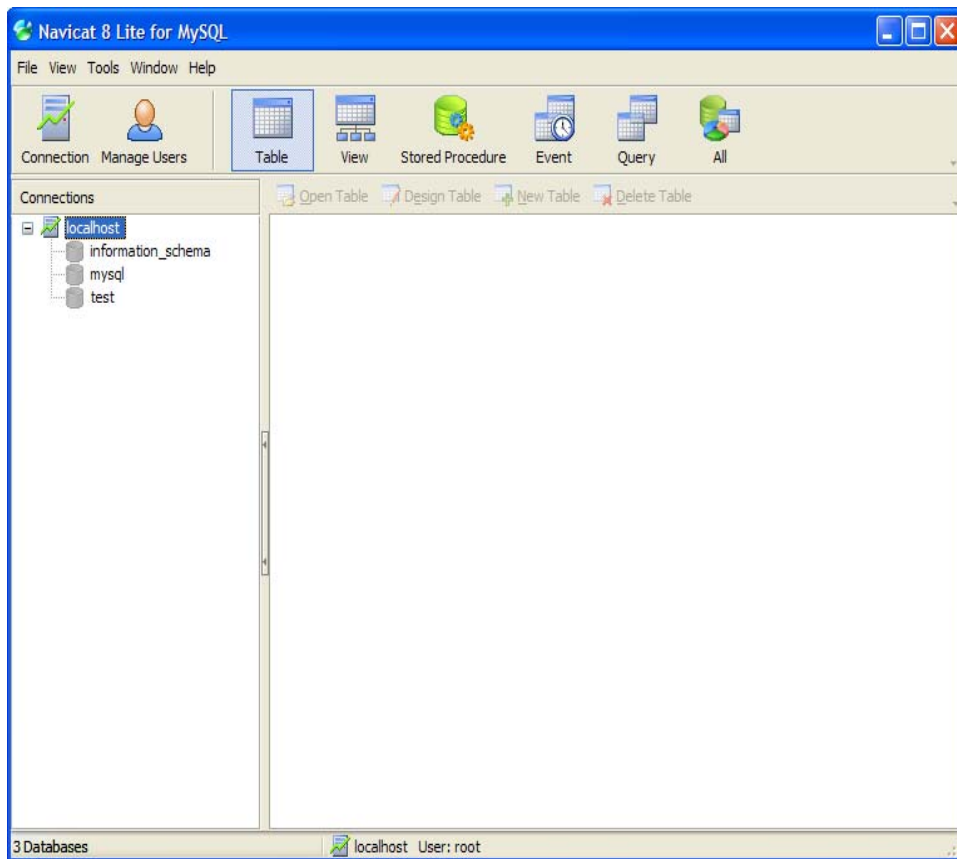 Navicat 8 Lite for MySQL
File View Tools Window Help
Connection Manage Users Table View Stored Procedure Event Query All
Connections
Open Table Design Table New Table Delete Table
localhost
information_schema
mysql
test
3 Databases localhost User: root